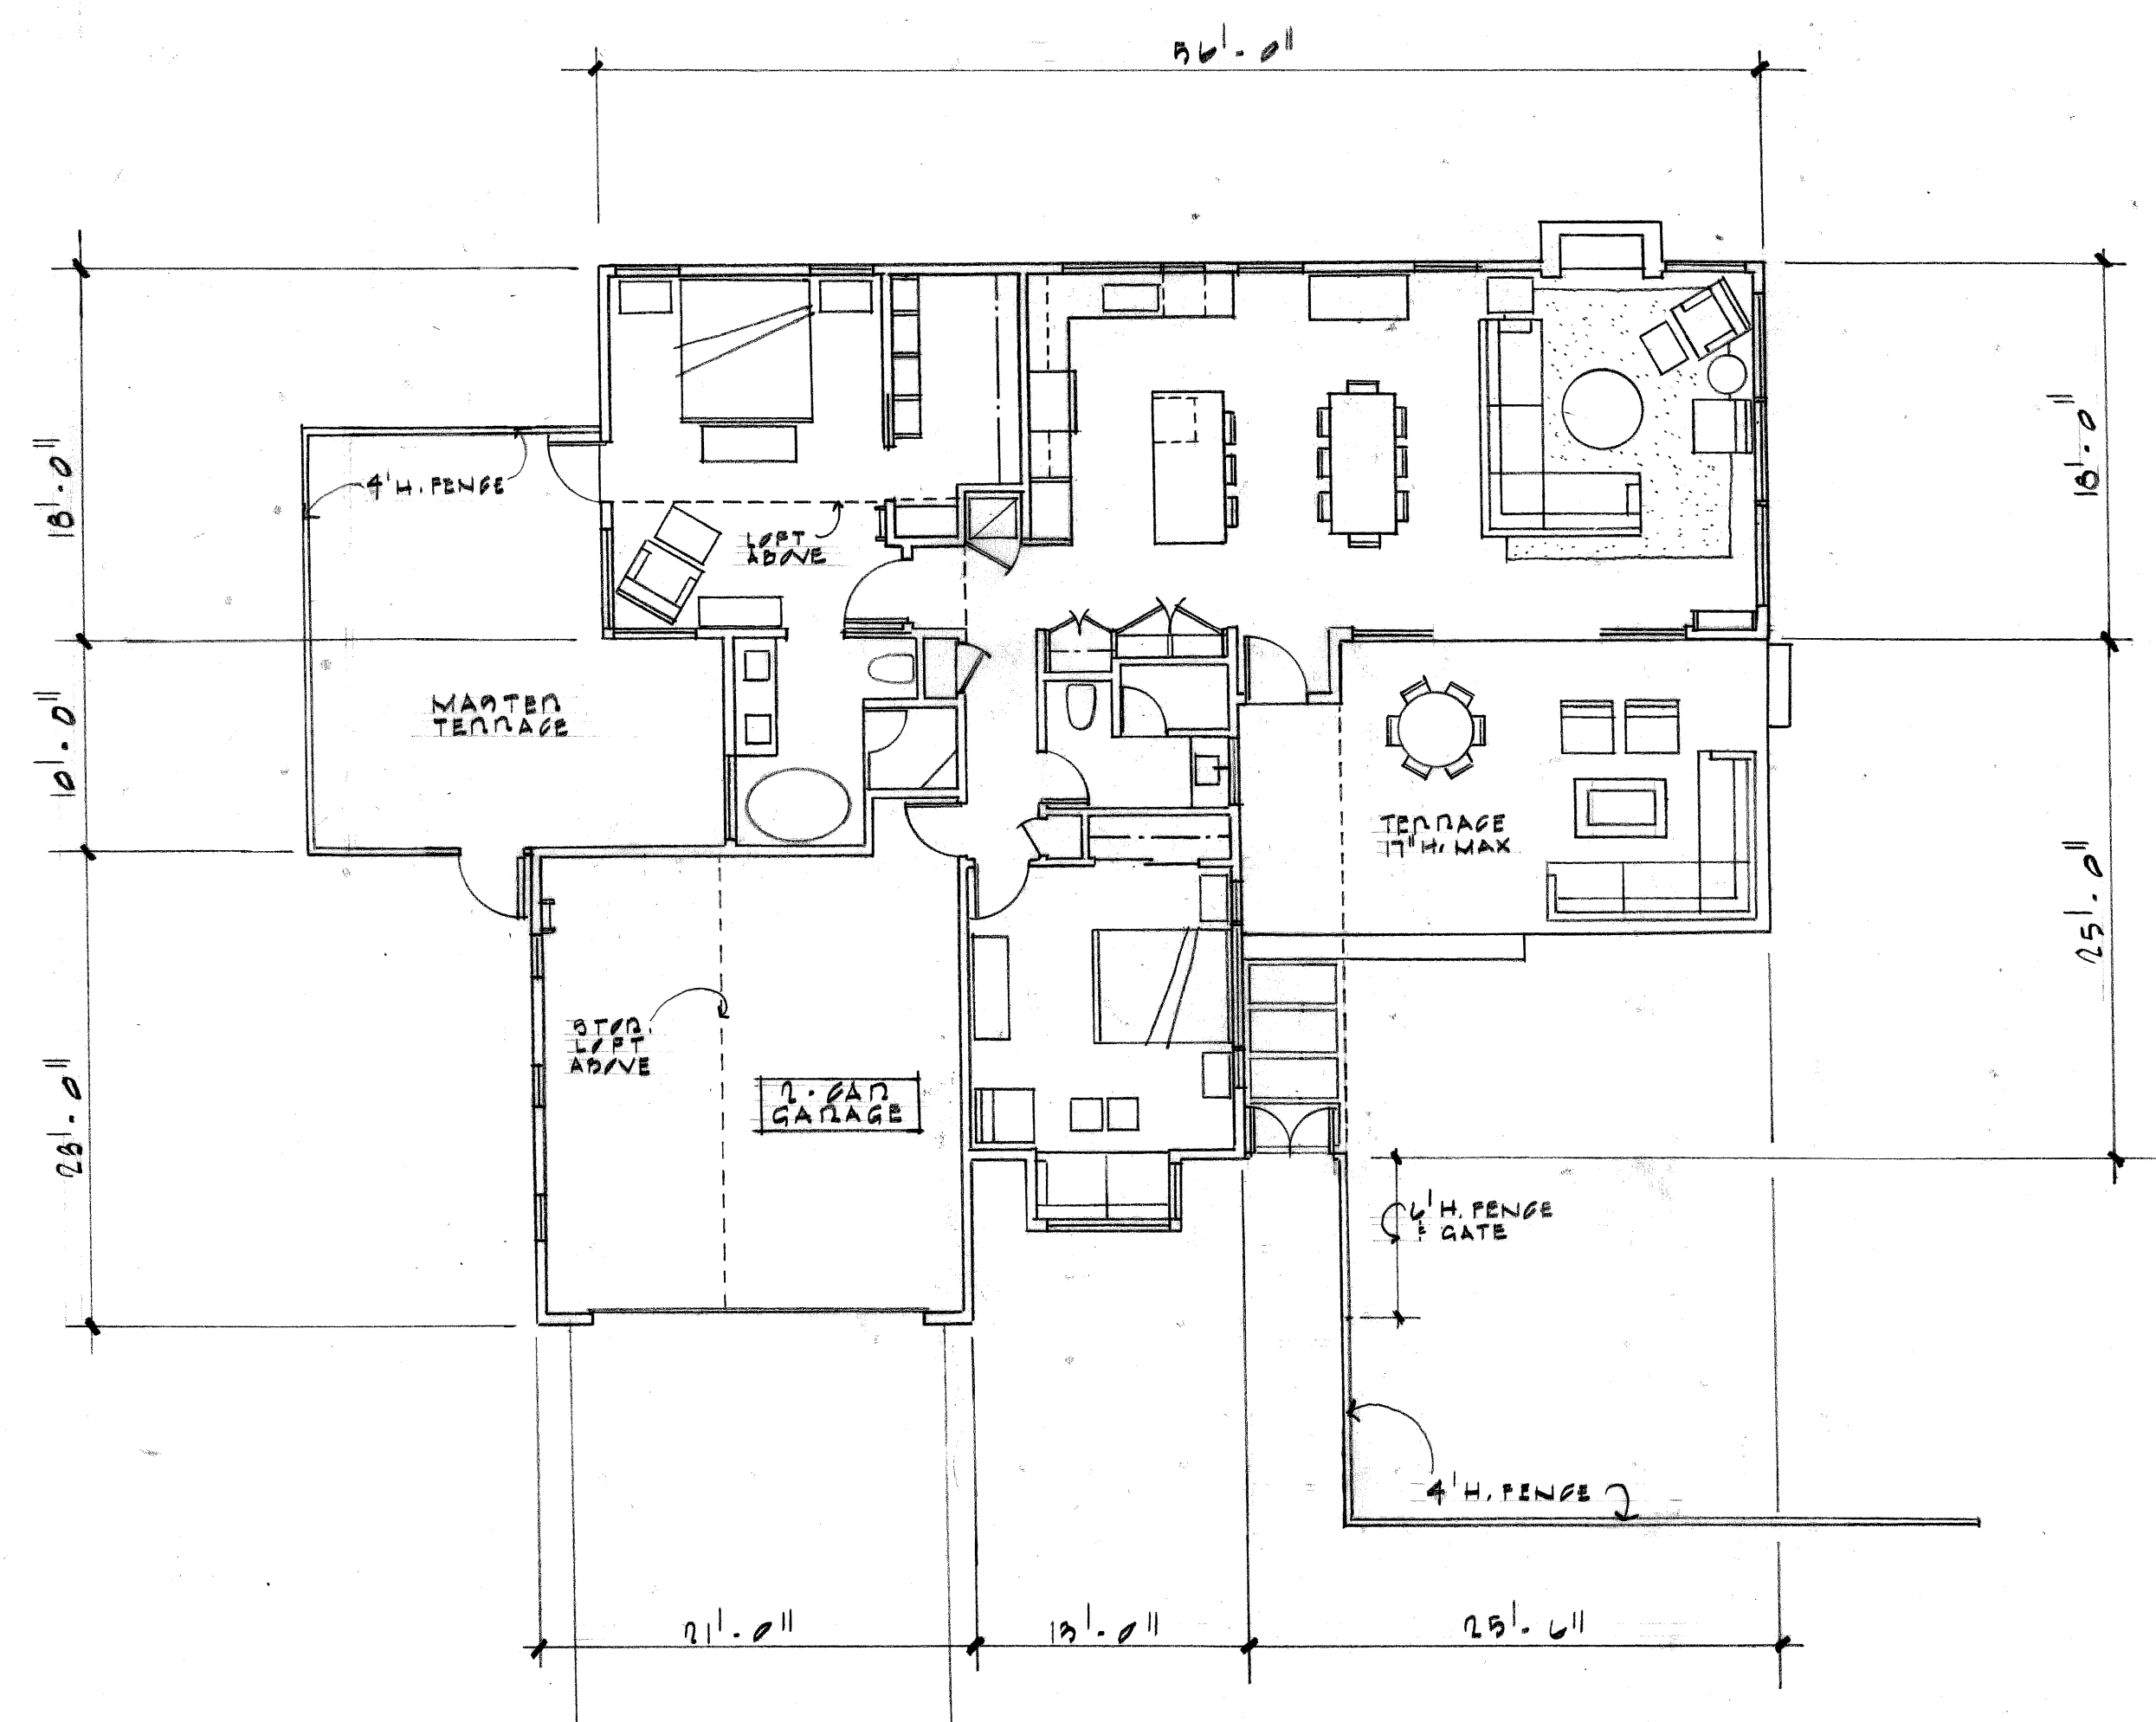 56'-0"
18'-0"
18'-0"
4'H. FENCE
LOFT
ABOVE
10'-0"
MASTER
TERRACE
TERRACE
17"H. MAX
25'-0"
23'-0"
STOR.
LOFT
ABOVE
2-CAR
GARAGE
6'H. FENCE
& GATE
4'H. FENCE
21'-0"
13'-0"
25'-6"